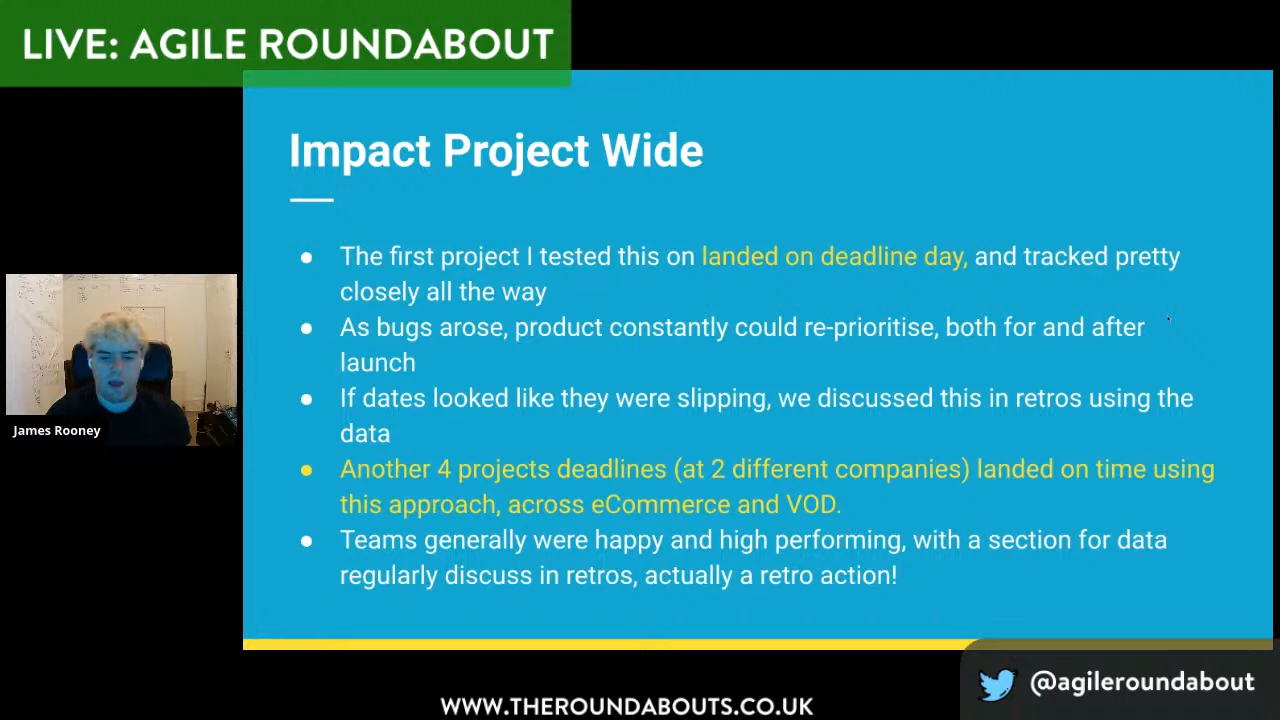 LIVE: AGILE ROUNDABOUT
Impact Project Wide
● The first project I tested this on landed on deadline day, and tracked pretty
closely all the way
● As bugs arose, product constantly could re-prioritise, both for and after
launch
● If dates looked like they were slipping, we discussed this in retros using the
data
● Another 4 projects deadlines (at 2 different companies) landed on time using
this approach, across eCommerce and VOD.
● Teams generally were happy and high performing, with a section for data
regularly discuss in retros, actually a retro action!
James Rooney
@agileroundabout
WWW.THEROUNDABOUTS.CO.UK